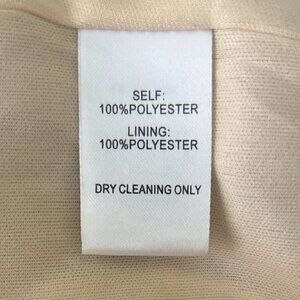 SELF:
100%POLYESTER
LINING:
100%POLYESTER
DRY CLEANING ONLY